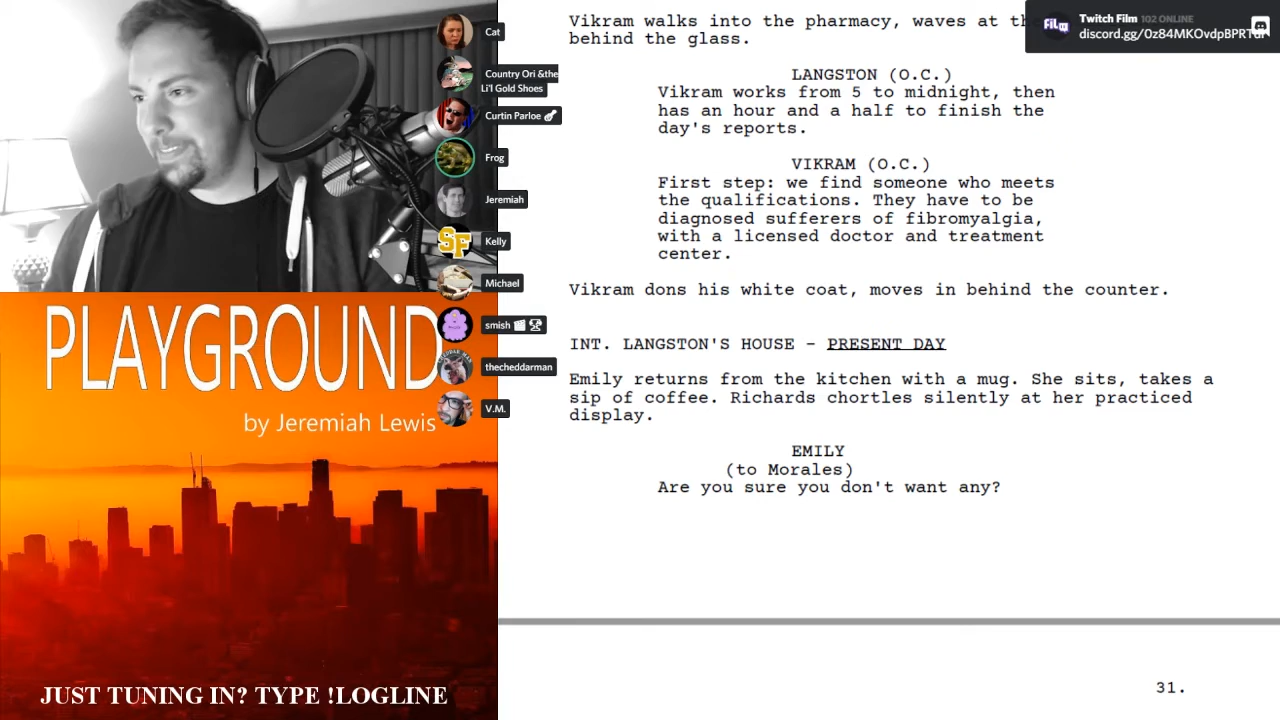 Cat
Country Ori &the
Li'l Gold Shoes
Curtin Parloe
Frog
Jeremiah
Kelly
Michael
smish
thecheddarman
V.M.
SF
PLAYGROUND
by Jeremiah Lewis
JUST TUNING IN? TYPE !LOGLINE
Film
Twitch Film 102 ONLINE
Vikram walks into the pharmacy, waves at
behind the glass.
LANGSTON (O.C.)
Vikram works from 5 to midnight, then
has an hour and a half to finish the
day's reports.
VIKRAM (O.C.)
First step: we find someone who meets
the qualifications. They have to be
diagnosed sufferers of fibromyalgia,
with a licensed doctor and treatment
center.
Vikram dons his white coat, moves in behind the counter.
INT. LANGSTON'S HOUSE - PRESENT DAY
Emily returns from the kitchen with a mug. She sits, takes a
sip of coffee. Richards chortles silently at her practiced
display.
EMILY
(to Morales)
Are you sure you don't want any?
31.